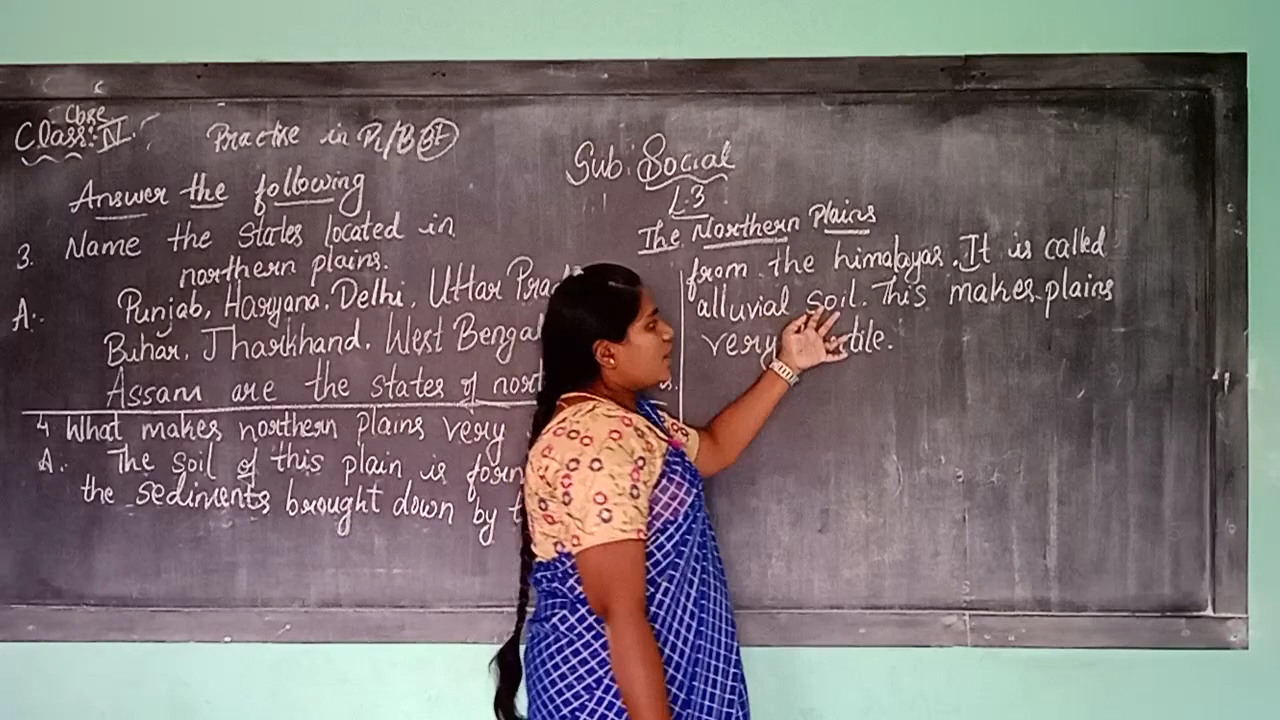 Cbse
Class: IV. Practise in R/B
Sub: Social
L.3
The Northern Plains
Answer the following
3. Name the States located in
northern plains.
A. Punjab, Haryana, Delhi, Uttar
Buhar, Jharkhand, West Bengal
Assam are the states of
4 What makes northern plains very
A. The soil of this plain is
the sediments brought down by
from the himalayas. It is called
alluvial soil. This makes plains
very